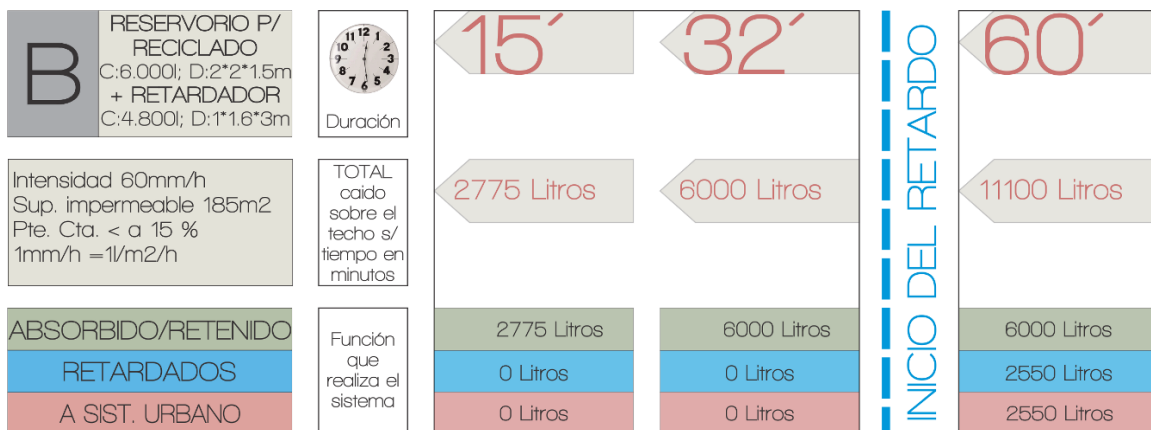 B
RESERVORIO P/
RECICLADO
C:6.000l; D:2*2*1.5m
+ RETARDADOR
C:4.800l; D:1*1.6*3m
12
1
2
3
4
5
6
7
8
9
10
11
Duración
15´
32´
60´
Intensidad 60mm/h
Sup. impermeable 185m2
Pte. Cta. < a 15 %
1mm/h =1l/m2/h
TOTAL
caido
sobre el
techo s/
tiempo en
minutos
2775 Litros
6000 Litros
11100 Litros
INICIO DEL RETARDO
ABSORBIDO/RETENIDO
RETARDADOS
A SIST. URBANO
Función
que
realiza el
sistema
2775 Litros
6000 Litros
6000 Litros
0 Litros
0 Litros
2550 Litros
0 Litros
0 Litros
2550 Litros